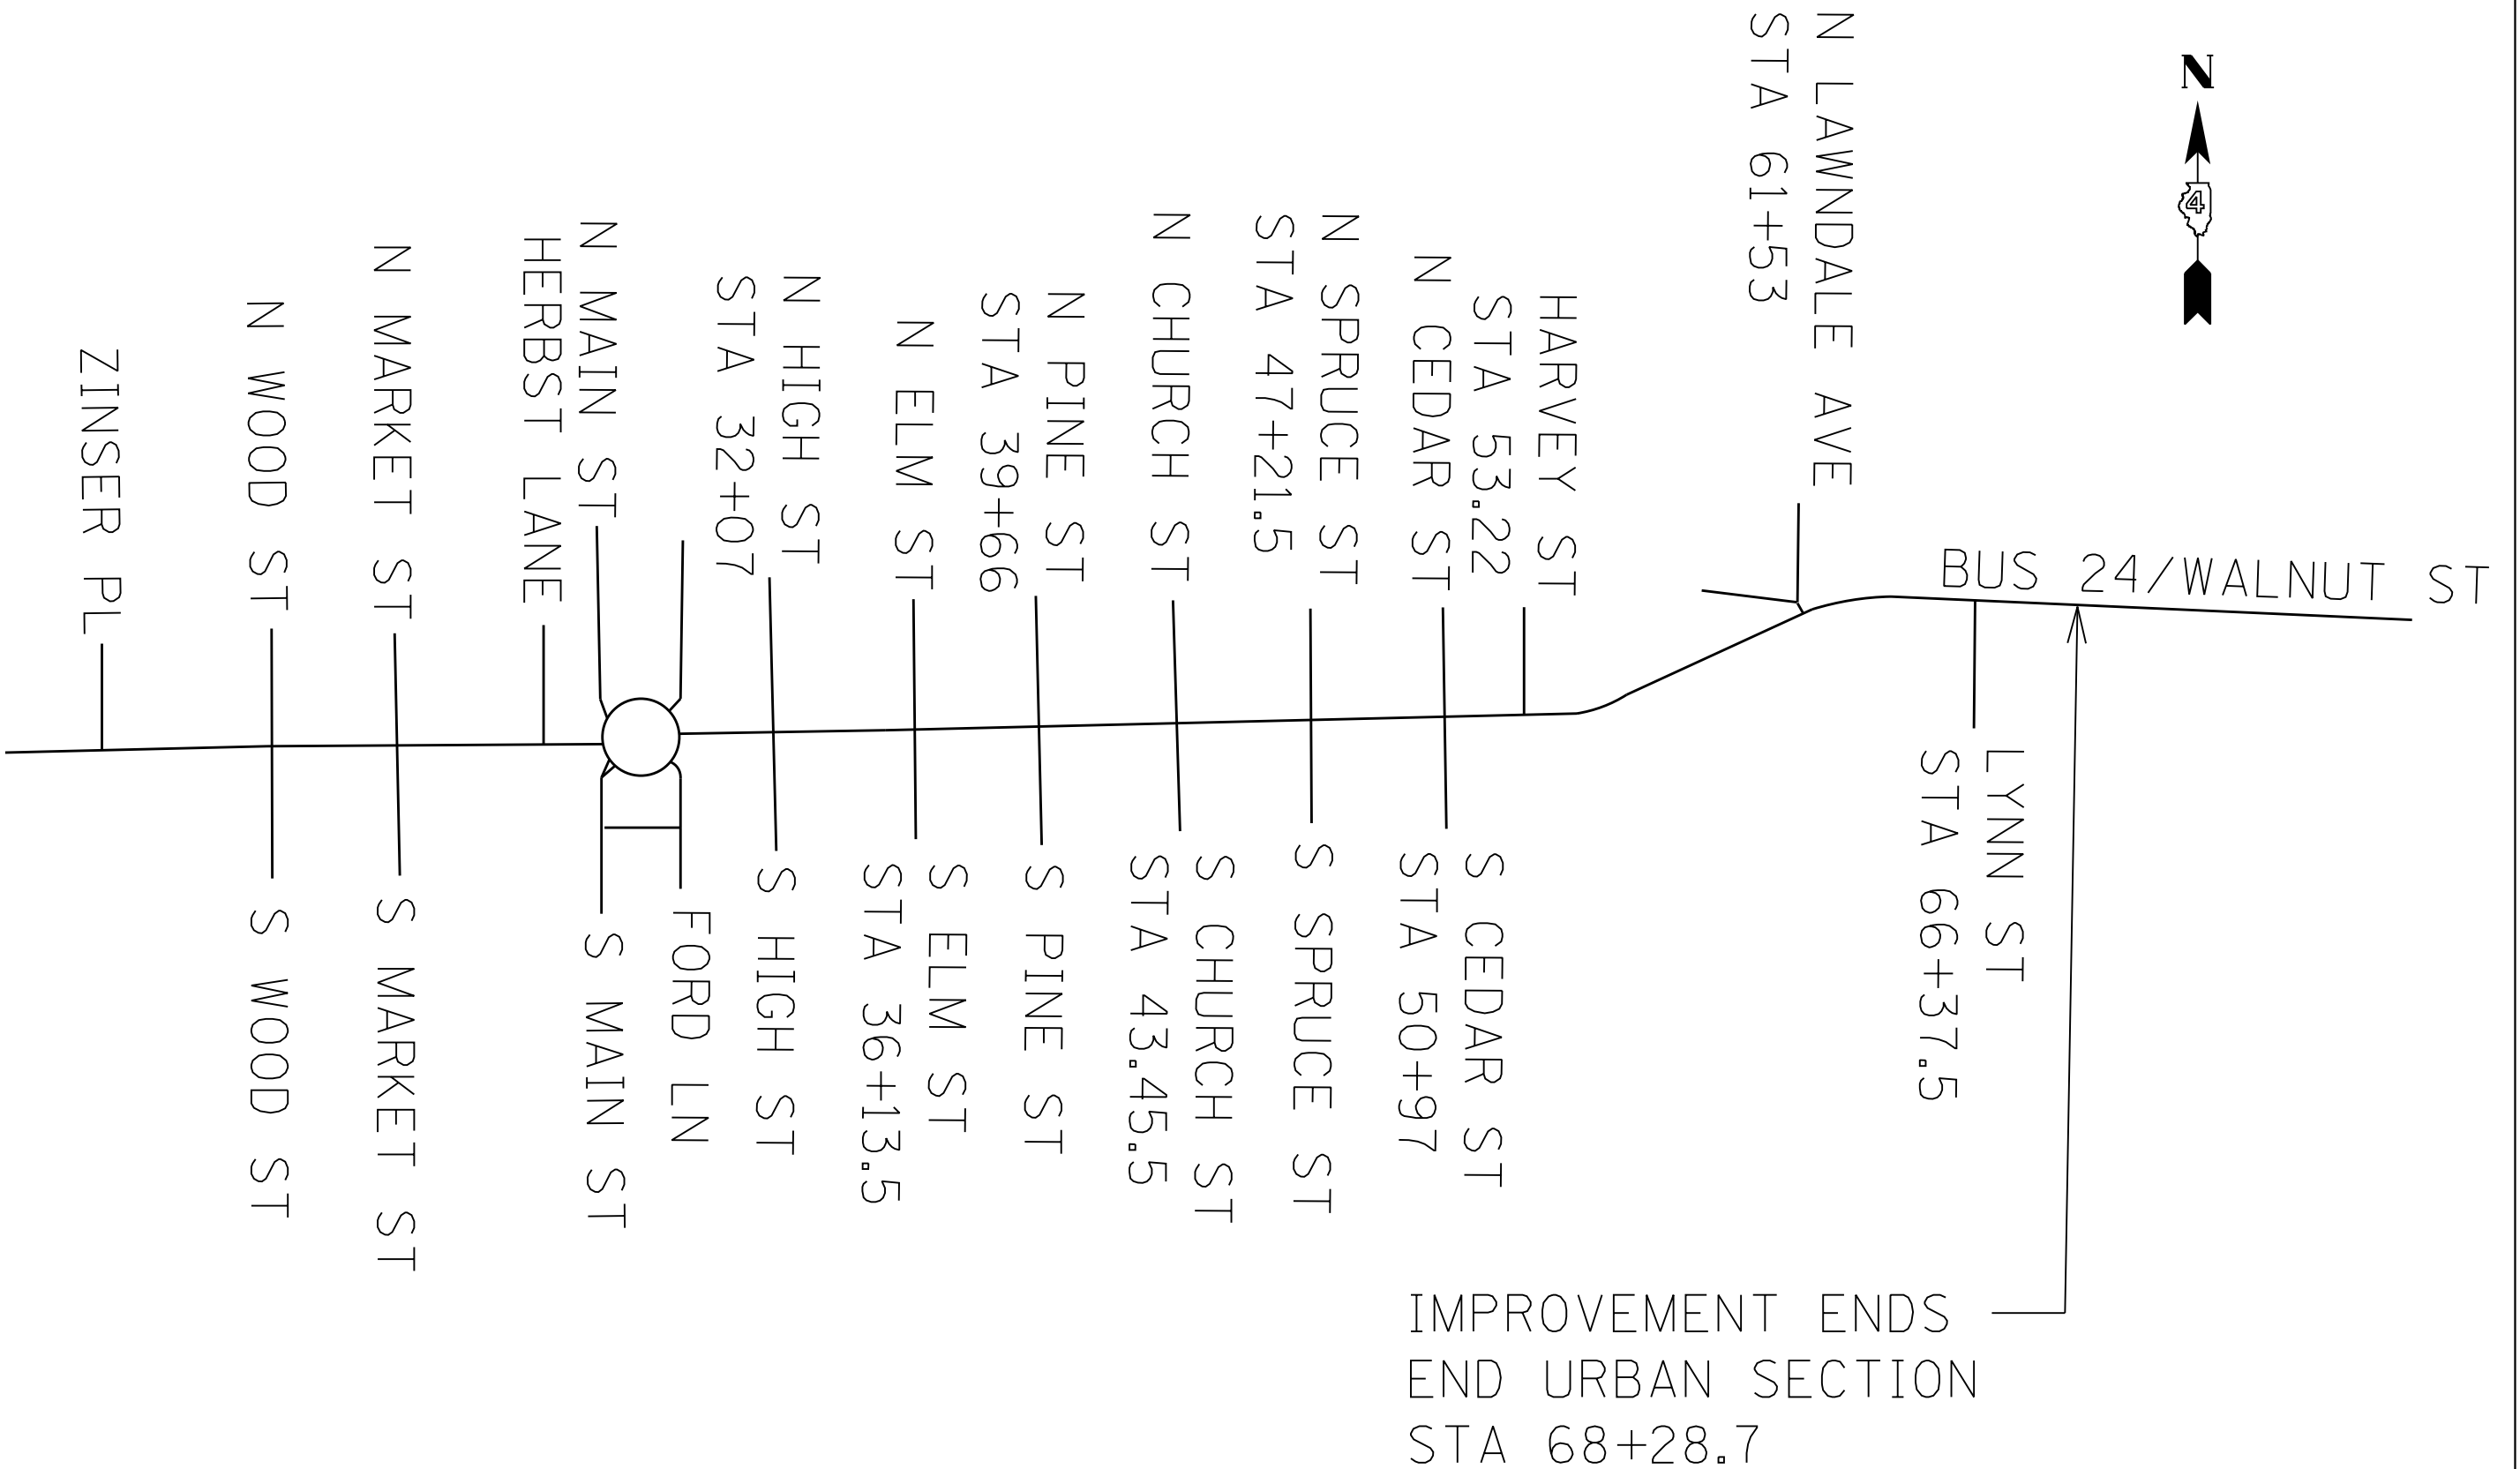 N
4
ZINSER PL
N WOOD ST
N MARKET ST
HERBST LANE
N MAIN ST
N HIGH ST
STA 32+07
N ELM ST
N PINE ST
STA 39+66
N CHURCH ST
N SPRUCE ST
STA 47+21.5
N CEDAR ST
HARVEY ST
STA 53.22
N LAWNDALE AVE
STA 61+53
BUS 24/WALNUT ST
S WOOD ST
S MARKET ST
S MAIN ST
FORD LN
S HIGH ST
S ELM ST
STA 36+13.5
S PINE ST
S CHURCH ST
STA 43.45.5
S SPRUCE ST
S CEDAR ST
STA 50+97
LYNN ST
STA 66+37.5
IMPROVEMENT ENDS
END URBAN SECTION
STA 68+28.7